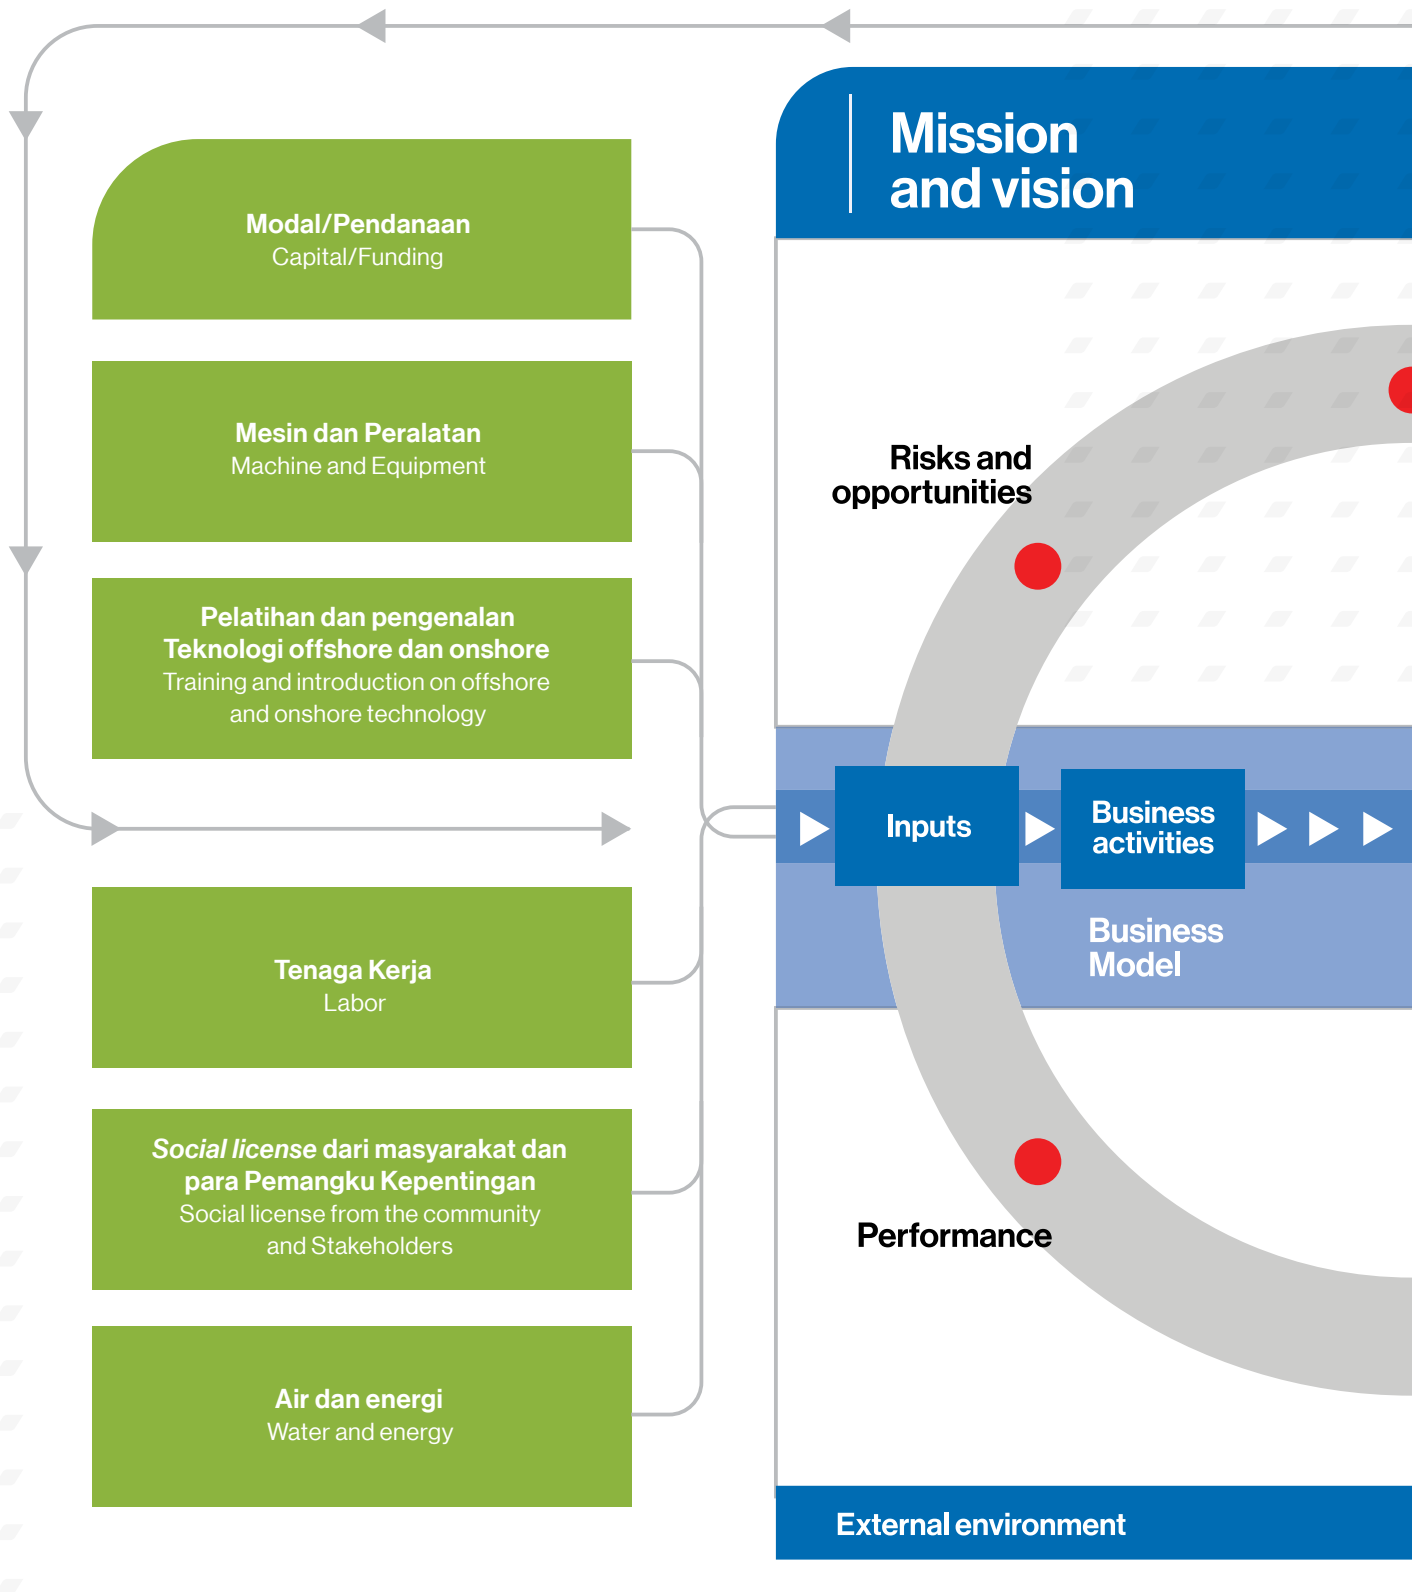 Modal/Pendanaan
Capital/Funding
Mesin dan Peralatan
Machine and Equipment
Pelatihan dan pengenalan
Teknologi offshore dan onshore
Training and introduction on offshore
and onshore technology
Tenaga Kerja
Labor
Social license dari masyarakat dan
para Pemangku Kepentingan
Social license from the community
and Stakeholders
Air dan energi
Water and energy
Mission
and vision
Risks and
opportunities
Inputs
Business
activities
Business
Model
Performance
External environment